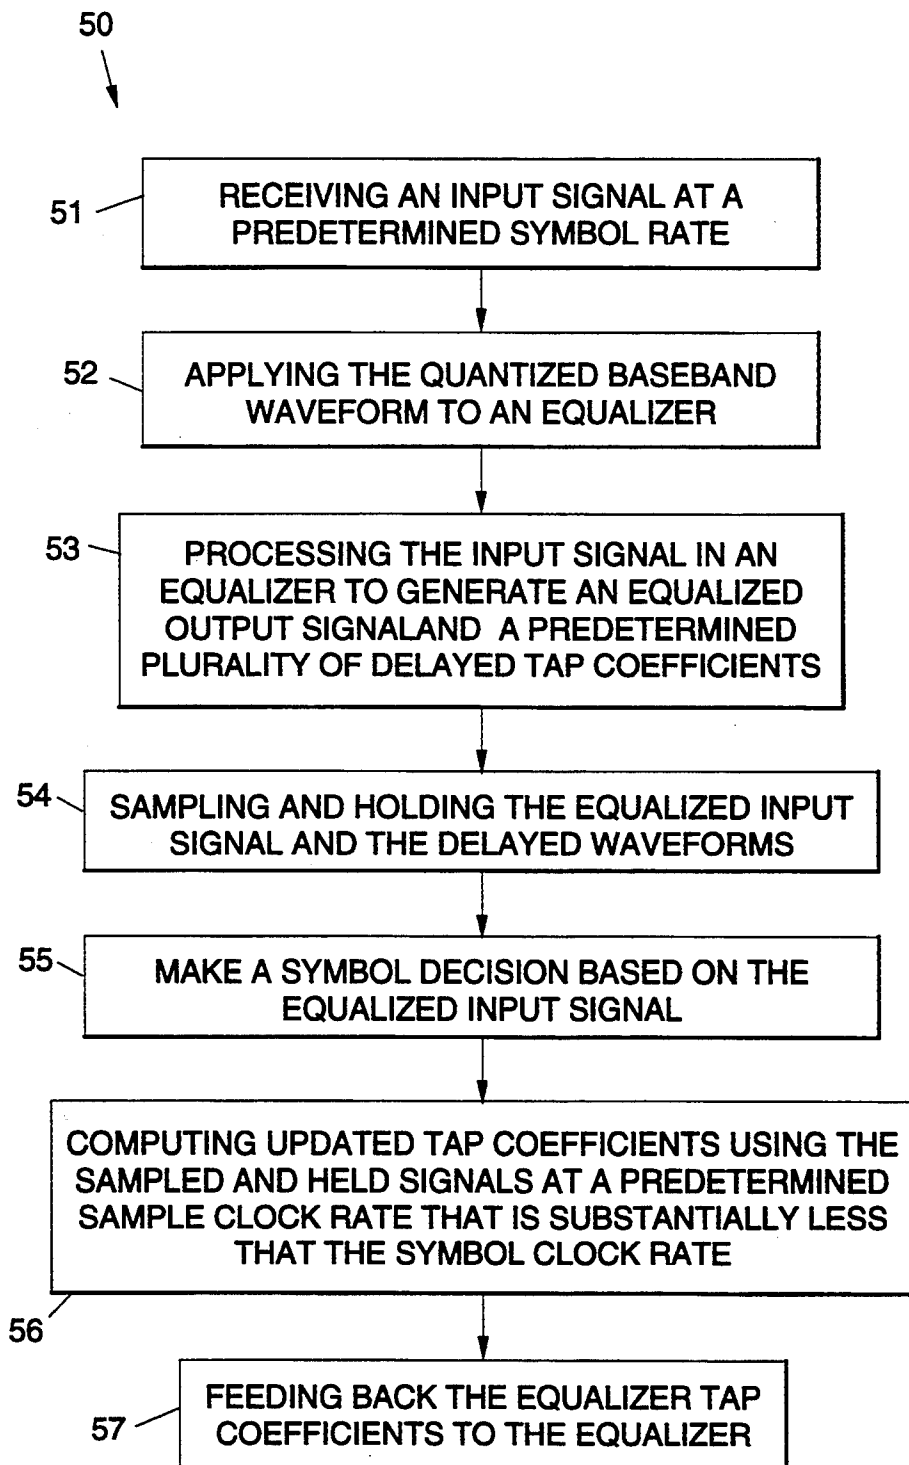 50
51
RECEIVING AN INPUT SIGNAL AT A
PREDETERMINED SYMBOL RATE
52
APPLYING THE QUANTIZED BASEBAND
WAVEFORM TO AN EQUALIZER
53
PROCESSING THE INPUT SIGNAL IN AN
EQUALIZER TO GENERATE AN EQUALIZED
OUTPUT SIGNALAND A PREDETERMINED
PLURALITY OF DELAYED TAP COEFFICIENTS
54
SAMPLING AND HOLDING THE EQUALIZED INPUT
SIGNAL AND THE DELAYED WAVEFORMS
55
MAKE A SYMBOL DECISION BASED ON THE
EQUALIZED INPUT SIGNAL
COMPUTING UPDATED TAP COEFFICIENTS USING THE
SAMPLED AND HELD SIGNALS AT A PREDETERMINED
SAMPLE CLOCK RATE THAT IS SUBSTANTIALLY LESS
THAT THE SYMBOL CLOCK RATE
56
57
FEEDING BACK THE EQUALIZER TAP
COEFFICIENTS TO THE EQUALIZER